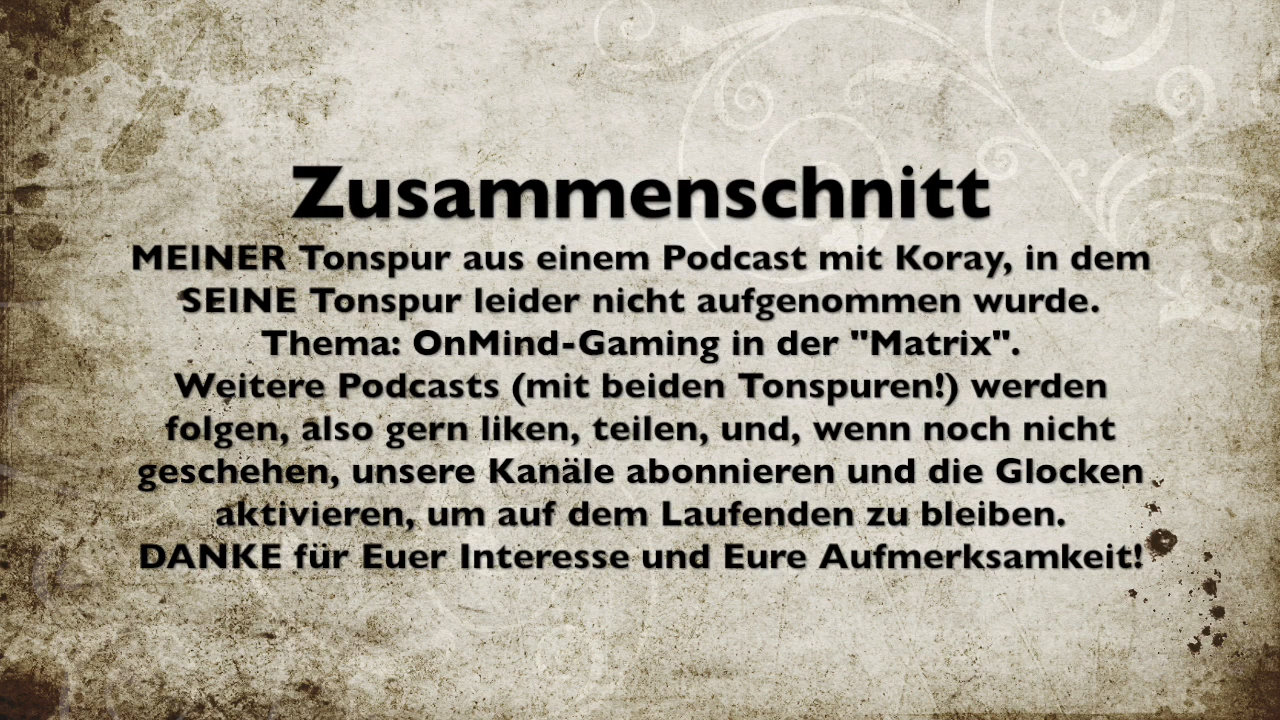 Zusammenschnitt
MEINER Tonspur aus einem Podcast mit Koray, in dem
SEINE Tonspur leider nicht aufgenommen wurde.
Thema: OnMind-Gaming in der "Matrix".
Weitere Podcasts (mit beiden Tonspuren!) werden
folgen, also gern liken, teilen, und, wenn noch nicht
geschehen, unsere Kanäle abonnieren und die Glocken
aktivieren, um auf dem Laufenden zu bleiben.
DANKE für Euer Interesse und Eure Aufmerksamkeit!